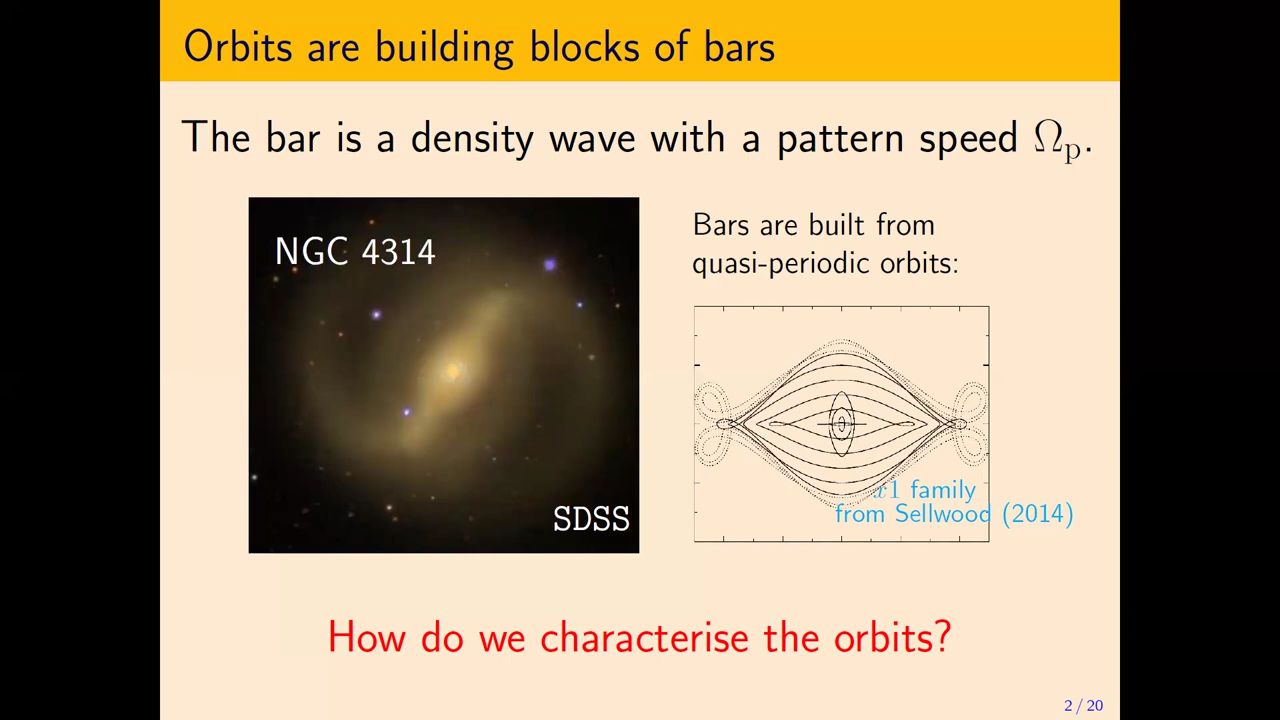 Orbits are building blocks of bars
The bar is a density wave with a pattern speed Ωp.
NGC 4314
SDSS
Bars are built from
quasi-periodic orbits:
x1 family
from Sellwood (2014)
How do we characterise the orbits?
2 / 20